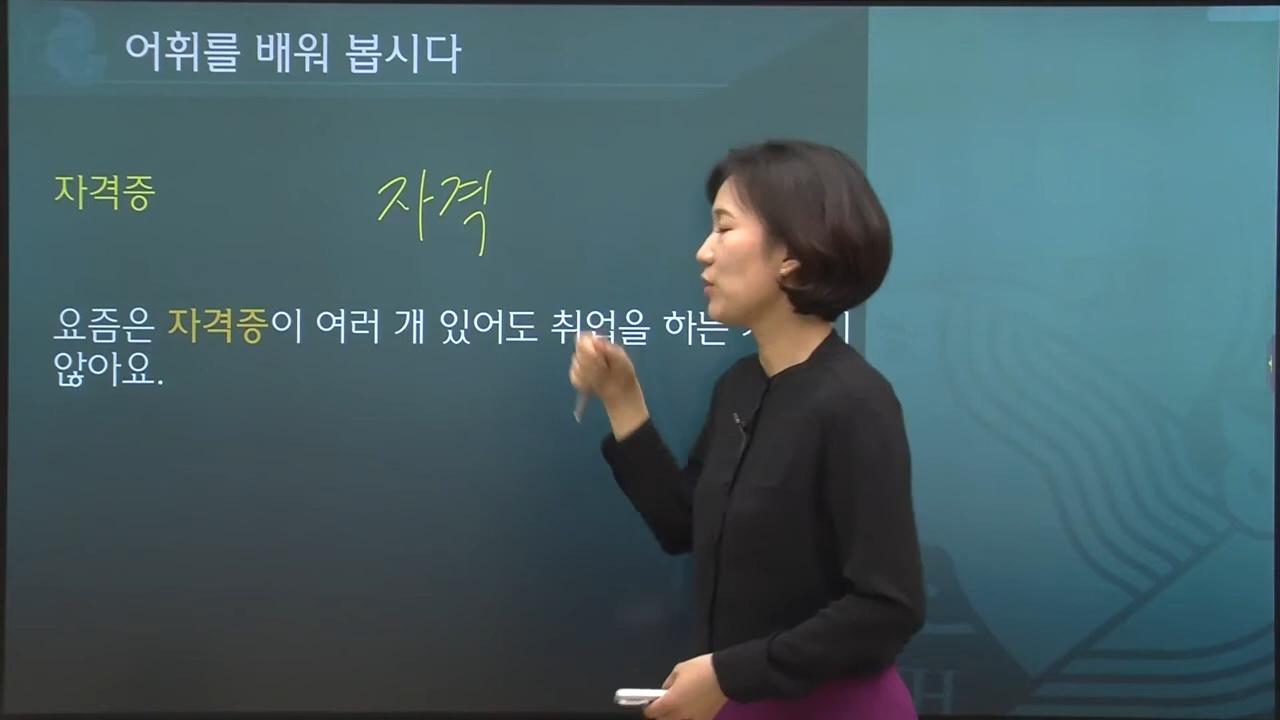 어휘를 배워 봅시다
자격증
자격
요즘은 자격증이 여러 개 있어도 취업을 하는
않아요.